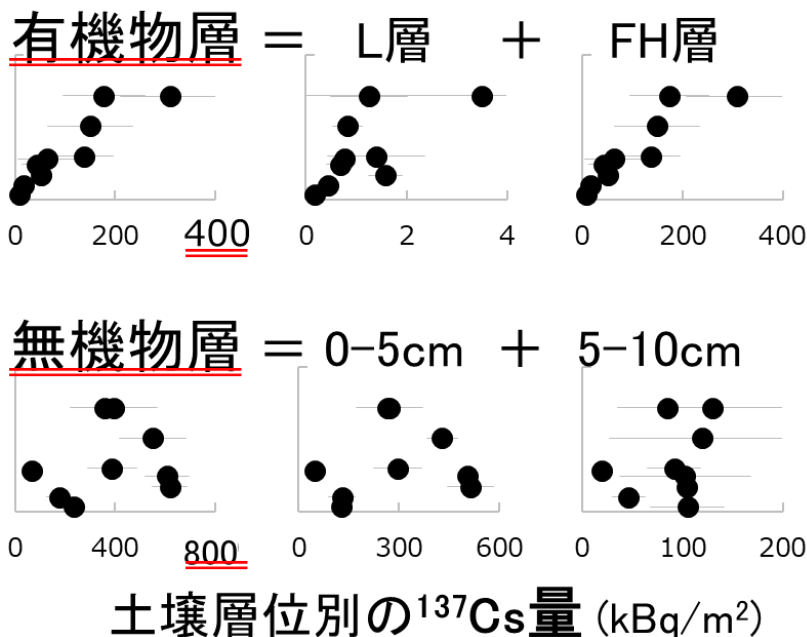 有機物層 = L層 + FH層
0 200 400 0 2 4 0 200 400
無機物層 = 0-5cm + 5-10cm
0 400 800 0 300 600 0 100 200
土壌層位別の¹³⁷Cs量 (kBq/m²)